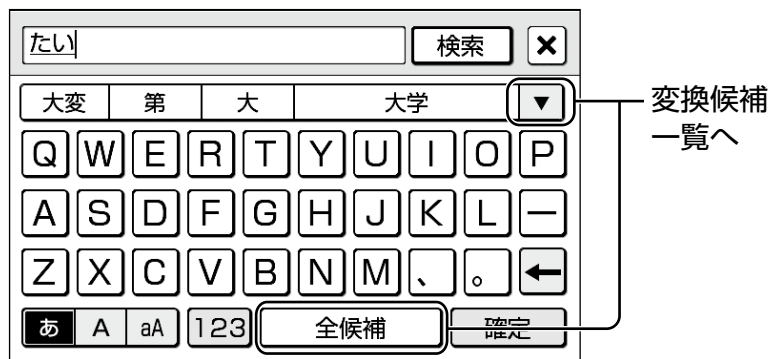 たい 検索 ×
大変 第 大 大学 ▼
変換候補
一覧へ
Q W E R T Y U I O P
A S D F G H J K L ー
Z X C V B N M 、 。 ←
あ A aA 123 全候補 確定